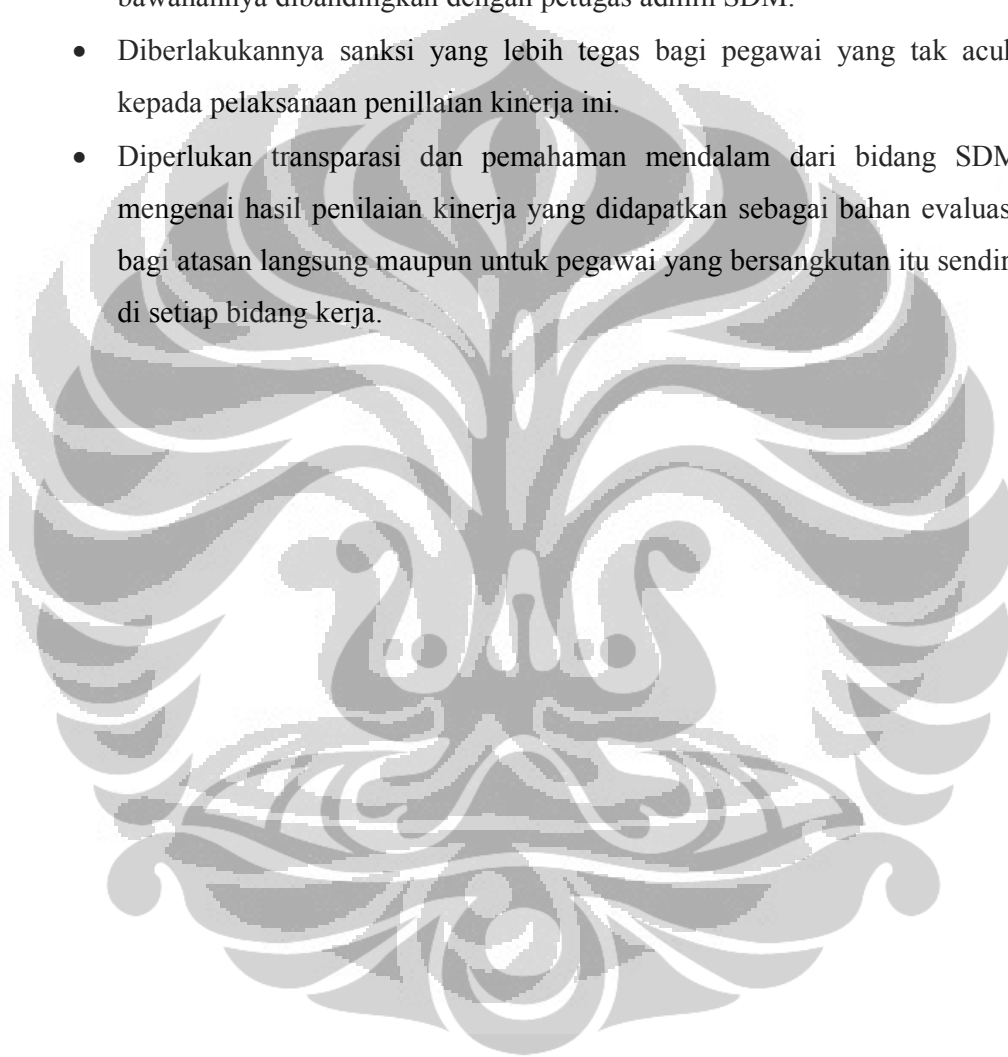 bawahannya dibandingkan dengan petugas admin SDM.
• Diberlakukannya sanksi yang lebih tegas bagi pegawai yang tak acuh
kepada pelaksanaan penillaian kinerja ini.
• Diperlukan transparasi dan pemahaman mendalam dari bidang SDM
mengenai hasil penilaian kinerja yang didapatkan sebagai bahan evaluas
bagi atasan langsung maupun untuk pegawai yang bersangkutan itu sendir
di setiap bidang kerja.